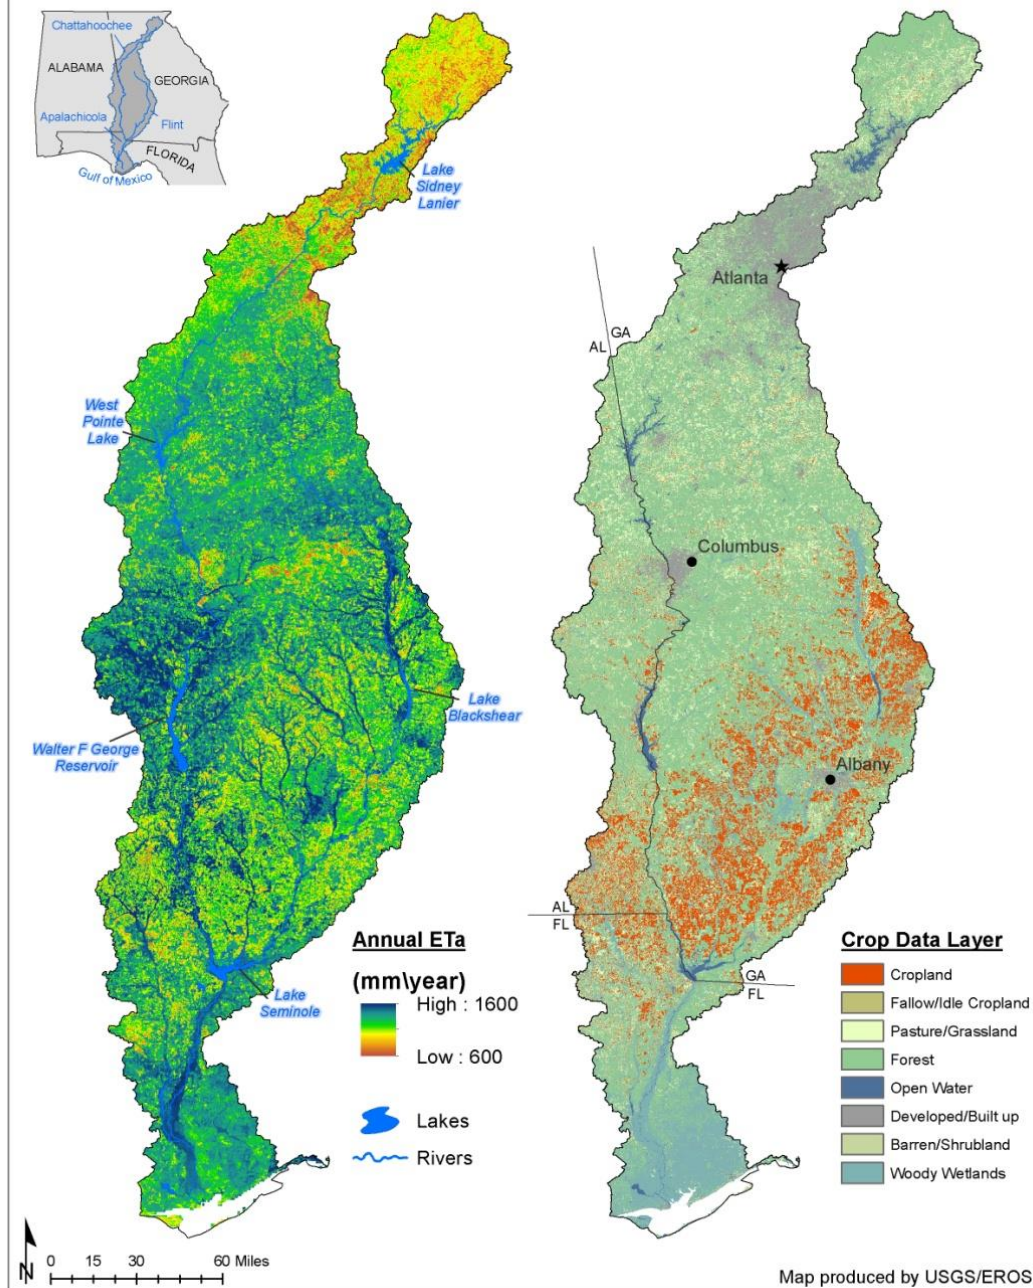 Chattahoochee
ALABAMA
GEORGIA
Apalachicola
Flint
FLORIDA
Gulf of Mexico
Lake
Sidney
Lanier
West
Pointe
Lake
Walter F George
Reservoir
Lake
Blackshear
Lake
Seminole
Annual ETa
(mm\year)
High : 1600
Low : 600
Lakes
Rivers
N
0 15 30 60 Miles
Atlanta
GA
AL
Columbus
Albany
AL
FL
GA
FL
Crop Data Layer
Cropland
Fallow/Idle Cropland
Pasture/Grassland
Forest
Open Water
Developed/Built up
Barren/Shrubland
Woody Wetlands
Map produced by USGS/EROS